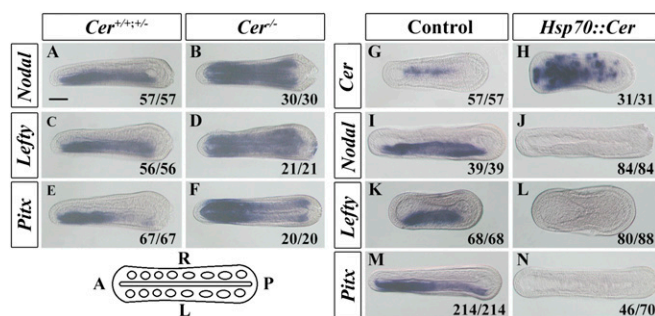 Cer+/+;+/- Cer-/- Control Hsp70::Cer
Nodal
A
57/57
B
30/30
Lefty
C
56/56
D
21/21
Pitx
E
67/67
F
20/20
R
A P
L
Cer
G
57/57
H
31/31
Nodal
I
39/39
J
84/84
Lefty
K
68/68
L
80/88
Pitx
M
214/214
N
46/70